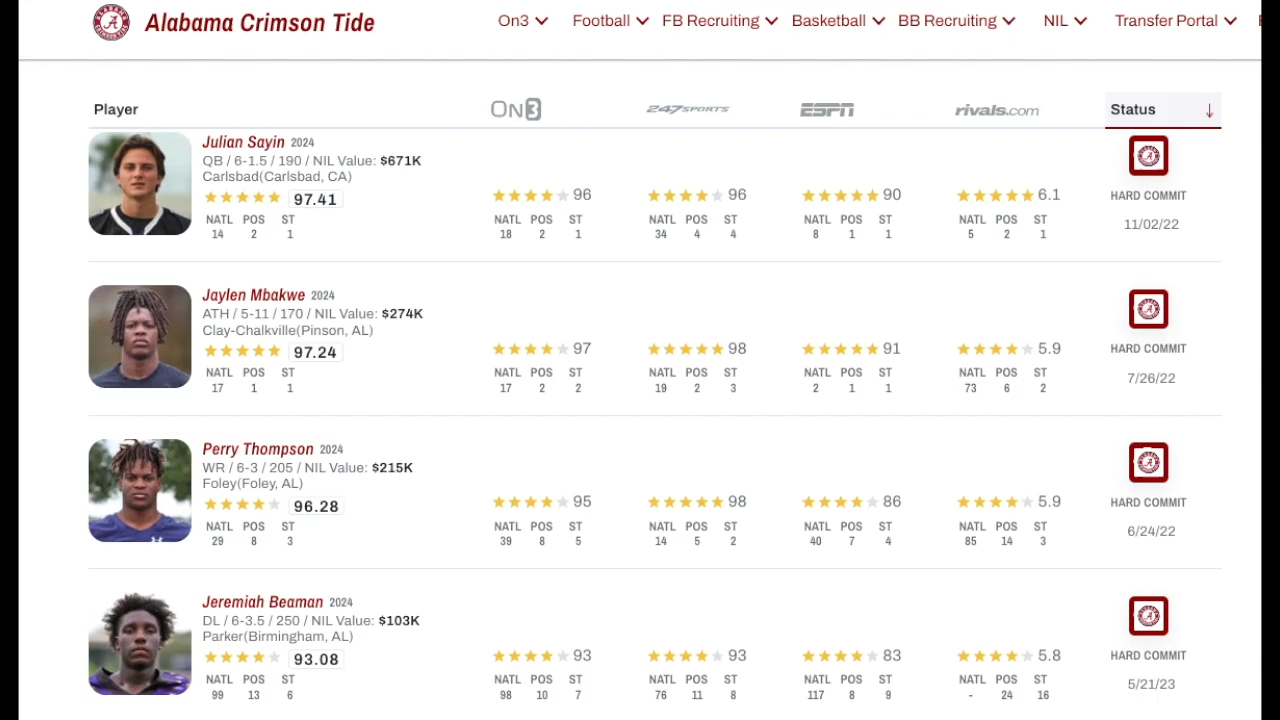 Alabama Crimson Tide
On3 Football FB Recruiting Basketball BB Recruiting NIL Transfer Portal
Player ON3 247SPORTS ESPN rivals.com Status
Julian Sayin 2024
QB / 6-1.5 / 190 / NIL Value: $671K
Carlsbad(Carlsbad, CA)
97.41 96 96 90 6.1 HARD COMMIT
NATL POS ST NATL POS ST NATL POS ST NATL POS ST NATL POS ST
14 2 1 18 2 1 34 4 4 8 1 1 5 2 1 11/02/22
Jaylen Mbakwe 2024
ATH / 5-11 / 170 / NIL Value: $274K
Clay-Chalkville(Pinson, AL)
97.24 97 98 91 5.9 HARD COMMIT
NATL POS ST NATL POS ST NATL POS ST NATL POS ST NATL POS ST
17 1 1 17 2 2 19 2 3 2 1 1 73 6 2 7/26/22
Perry Thompson 2024
WR / 6-3 / 205 / NIL Value: $215K
Foley(Foley, AL)
96.28 95 98 86 5.9 HARD COMMIT
NATL POS ST NATL POS ST NATL POS ST NATL POS ST NATL POS ST
29 8 3 39 8 5 14 5 2 40 7 4 85 14 3 6/24/22
Jeremiah Beaman 2024
DL / 6-3.5 / 250 / NIL Value: $103K
Parker(Birmingham, AL)
93.08 93 93 83 5.8 HARD COMMIT
NATL POS ST NATL POS ST NATL POS ST NATL POS ST NATL POS ST
99 13 6 98 10 7 76 11 8 117 8 9 - 24 16 5/21/23